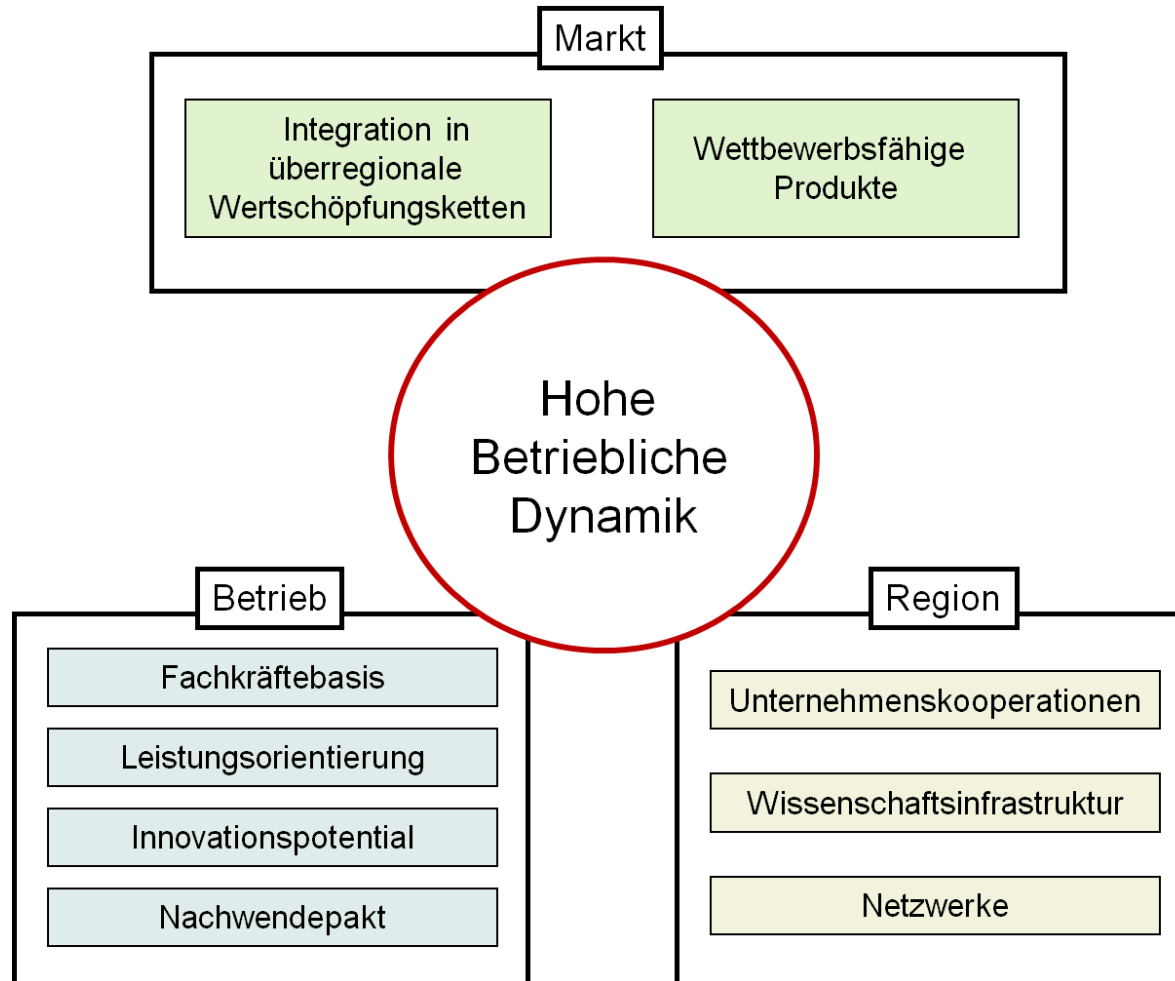 Markt
Integration in
überregionale
Wertschöpfungsketten
Wettbewerbsfähige
Produkte
Hohe
Betriebliche
Dynamik
Betrieb
Fachkräftebasis
Leistungsorientierung
Innovationspotential
Nachwendepakt
Region
Unternehmenskooperationen
Wissenschaftsinfrastruktur
Netzwerke